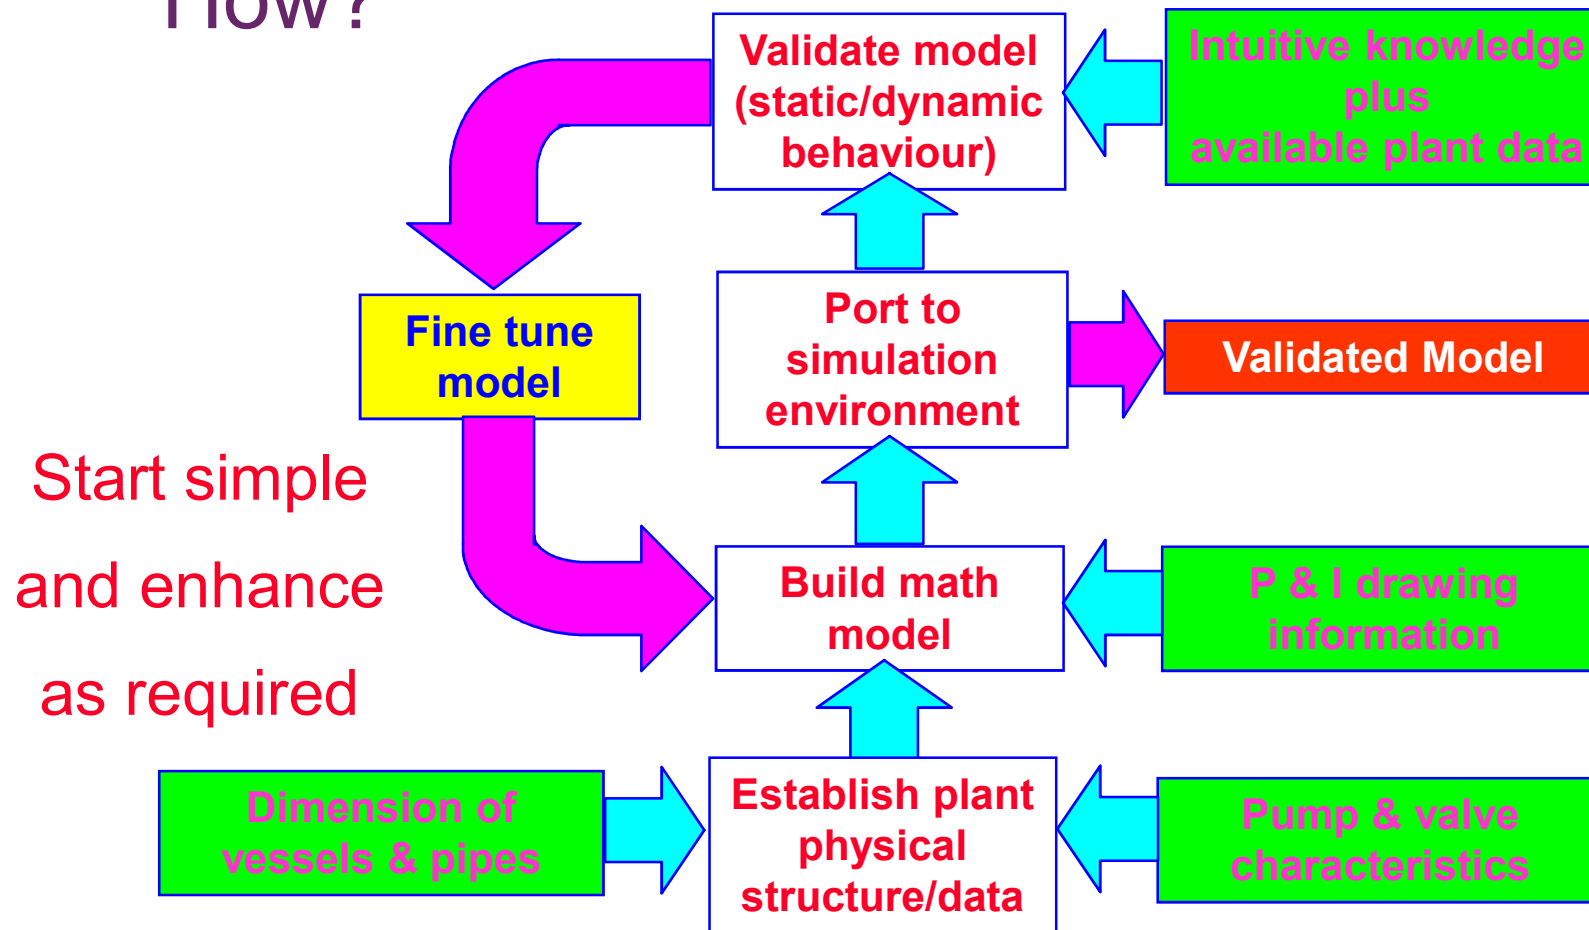 How?
Validate model
(static/dynamic
behaviour)
Intuitive knowledge
plus
available plant data
Fine tune
model
Port to
simulation
environment
Validated Model
Start simple
and enhance
as required
Build math
model
P & I drawing
information
Dimension of
vessels & pipes
Establish plant
physical
structure/data
Pump & valve
characteristics